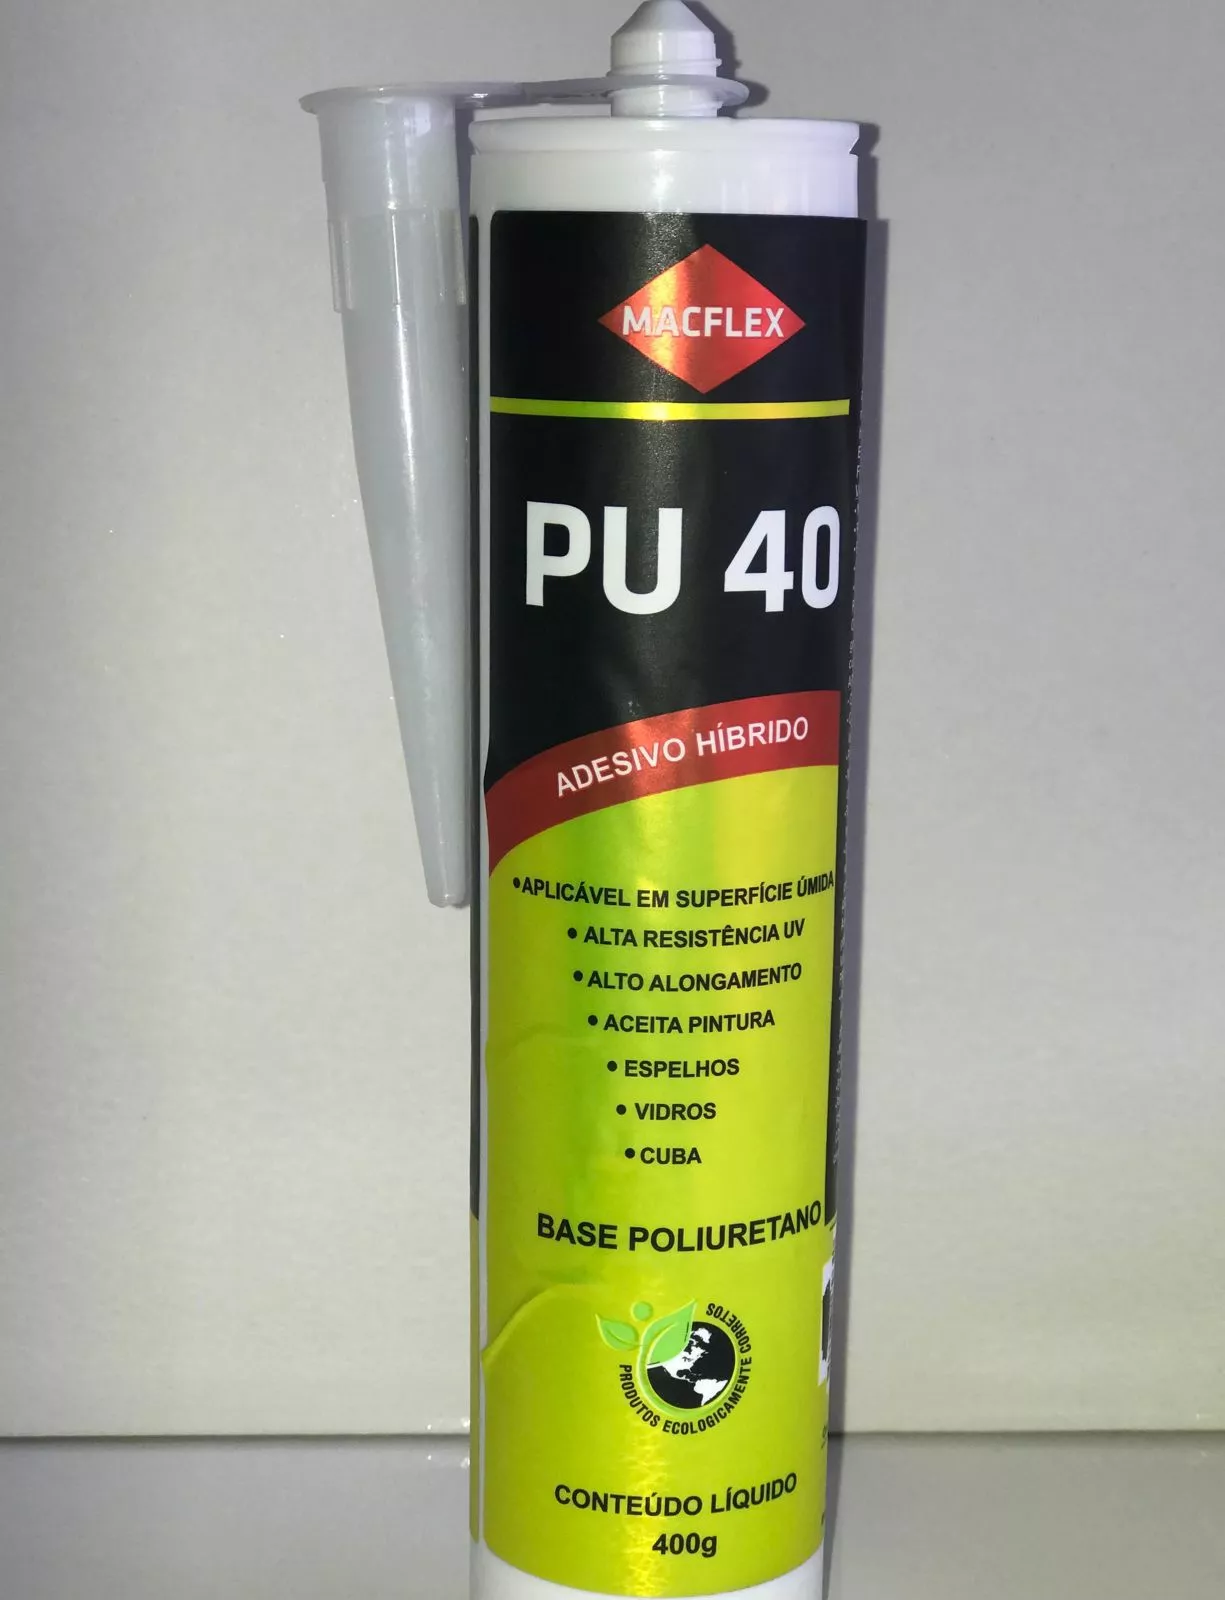 MACFLEX
PU 40
ADESIVO HÍBRIDO
•APLICÁVEL EM SUPERFÍCIE ÚMIDA
• ALTA RESISTÊNCIA UV
• ALTO ALONGAMENTO
• ACEITA PINTURA
• ESPELHOS
• VIDROS
• CUBA
BASE POLIURETANO
PRODUTOS ECOLOGICAMENTE CORRETOS
CONTEÚDO LÍQUIDO
400g